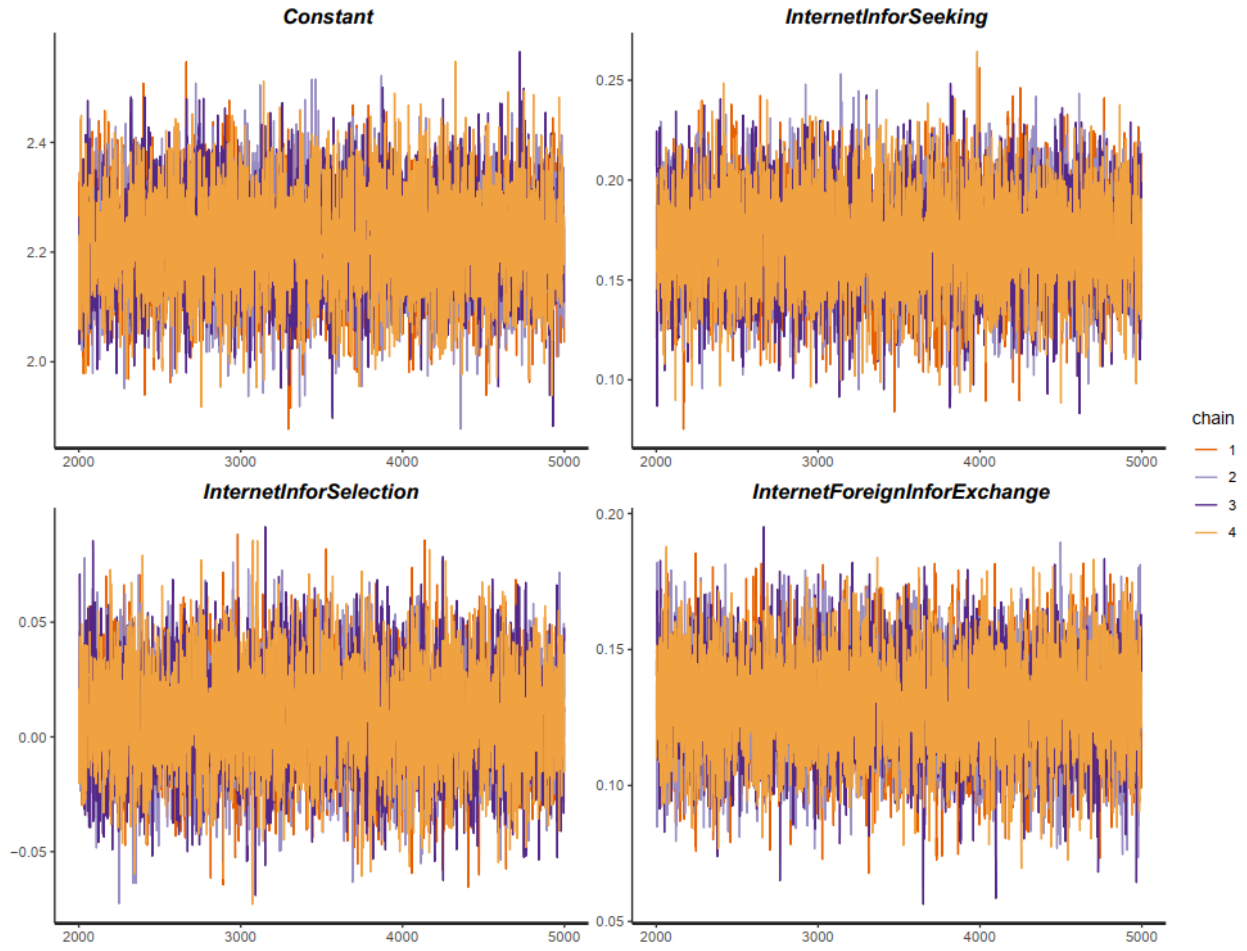 Constant
InternetInforSeeking
2.4
2.2
2.0
2000 3000 4000 5000
0.25
0.20
0.15
0.10
2000 3000 4000 5000
InternetInforSelection
InternetForeignInforExchange
0.05
0.00
−0.05
2000 3000 4000 5000
0.20
0.15
0.10
0.05
2000 3000 4000 5000
chain
1
2
3
4